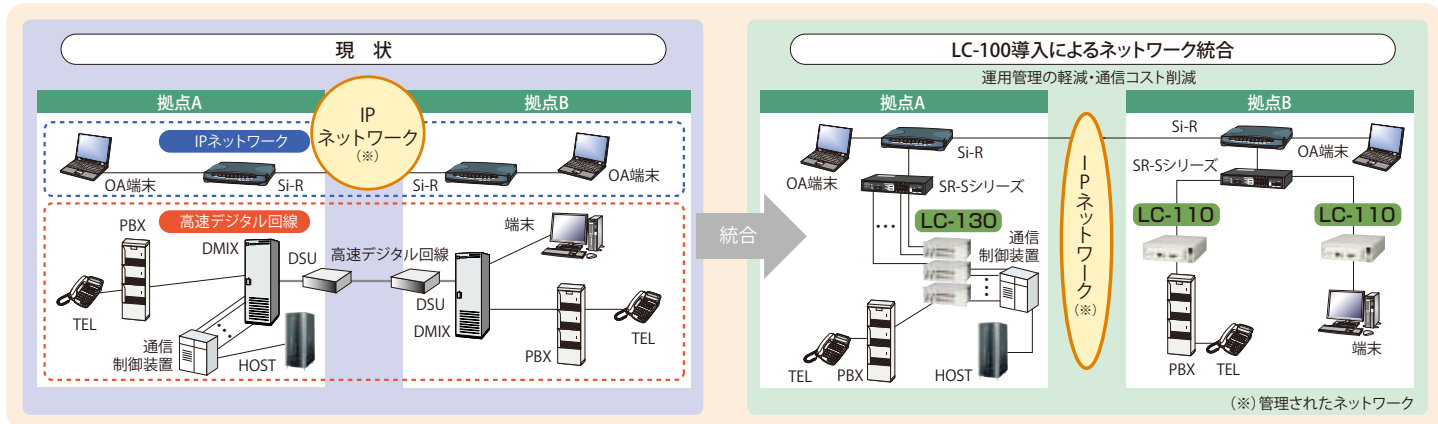 現 状
拠点A
拠点B
IP
ネットワーク
(※)
IPネットワーク
OA端末
Si-R
Si-R
OA端末
高速デジタル回線
PBX
DMIX
DSU
高速デジタル回線
端末
TEL
DSU
DMIX
TEL
通信
制御装置
HOST
PBX
統合
LC-100導入によるネットワーク統合
運用管理の軽減・通信コスト削減
拠点A
拠点B
OA端末
Si-R
SR-Sシリーズ
LC-130
通信
制御装置
TEL
PBX
HOST
IPネットワーク
(※)
Si-R
OA端末
SR-Sシリーズ
LC-110
LC-110
PBX
TEL
端末
(※)管理されたネットワーク